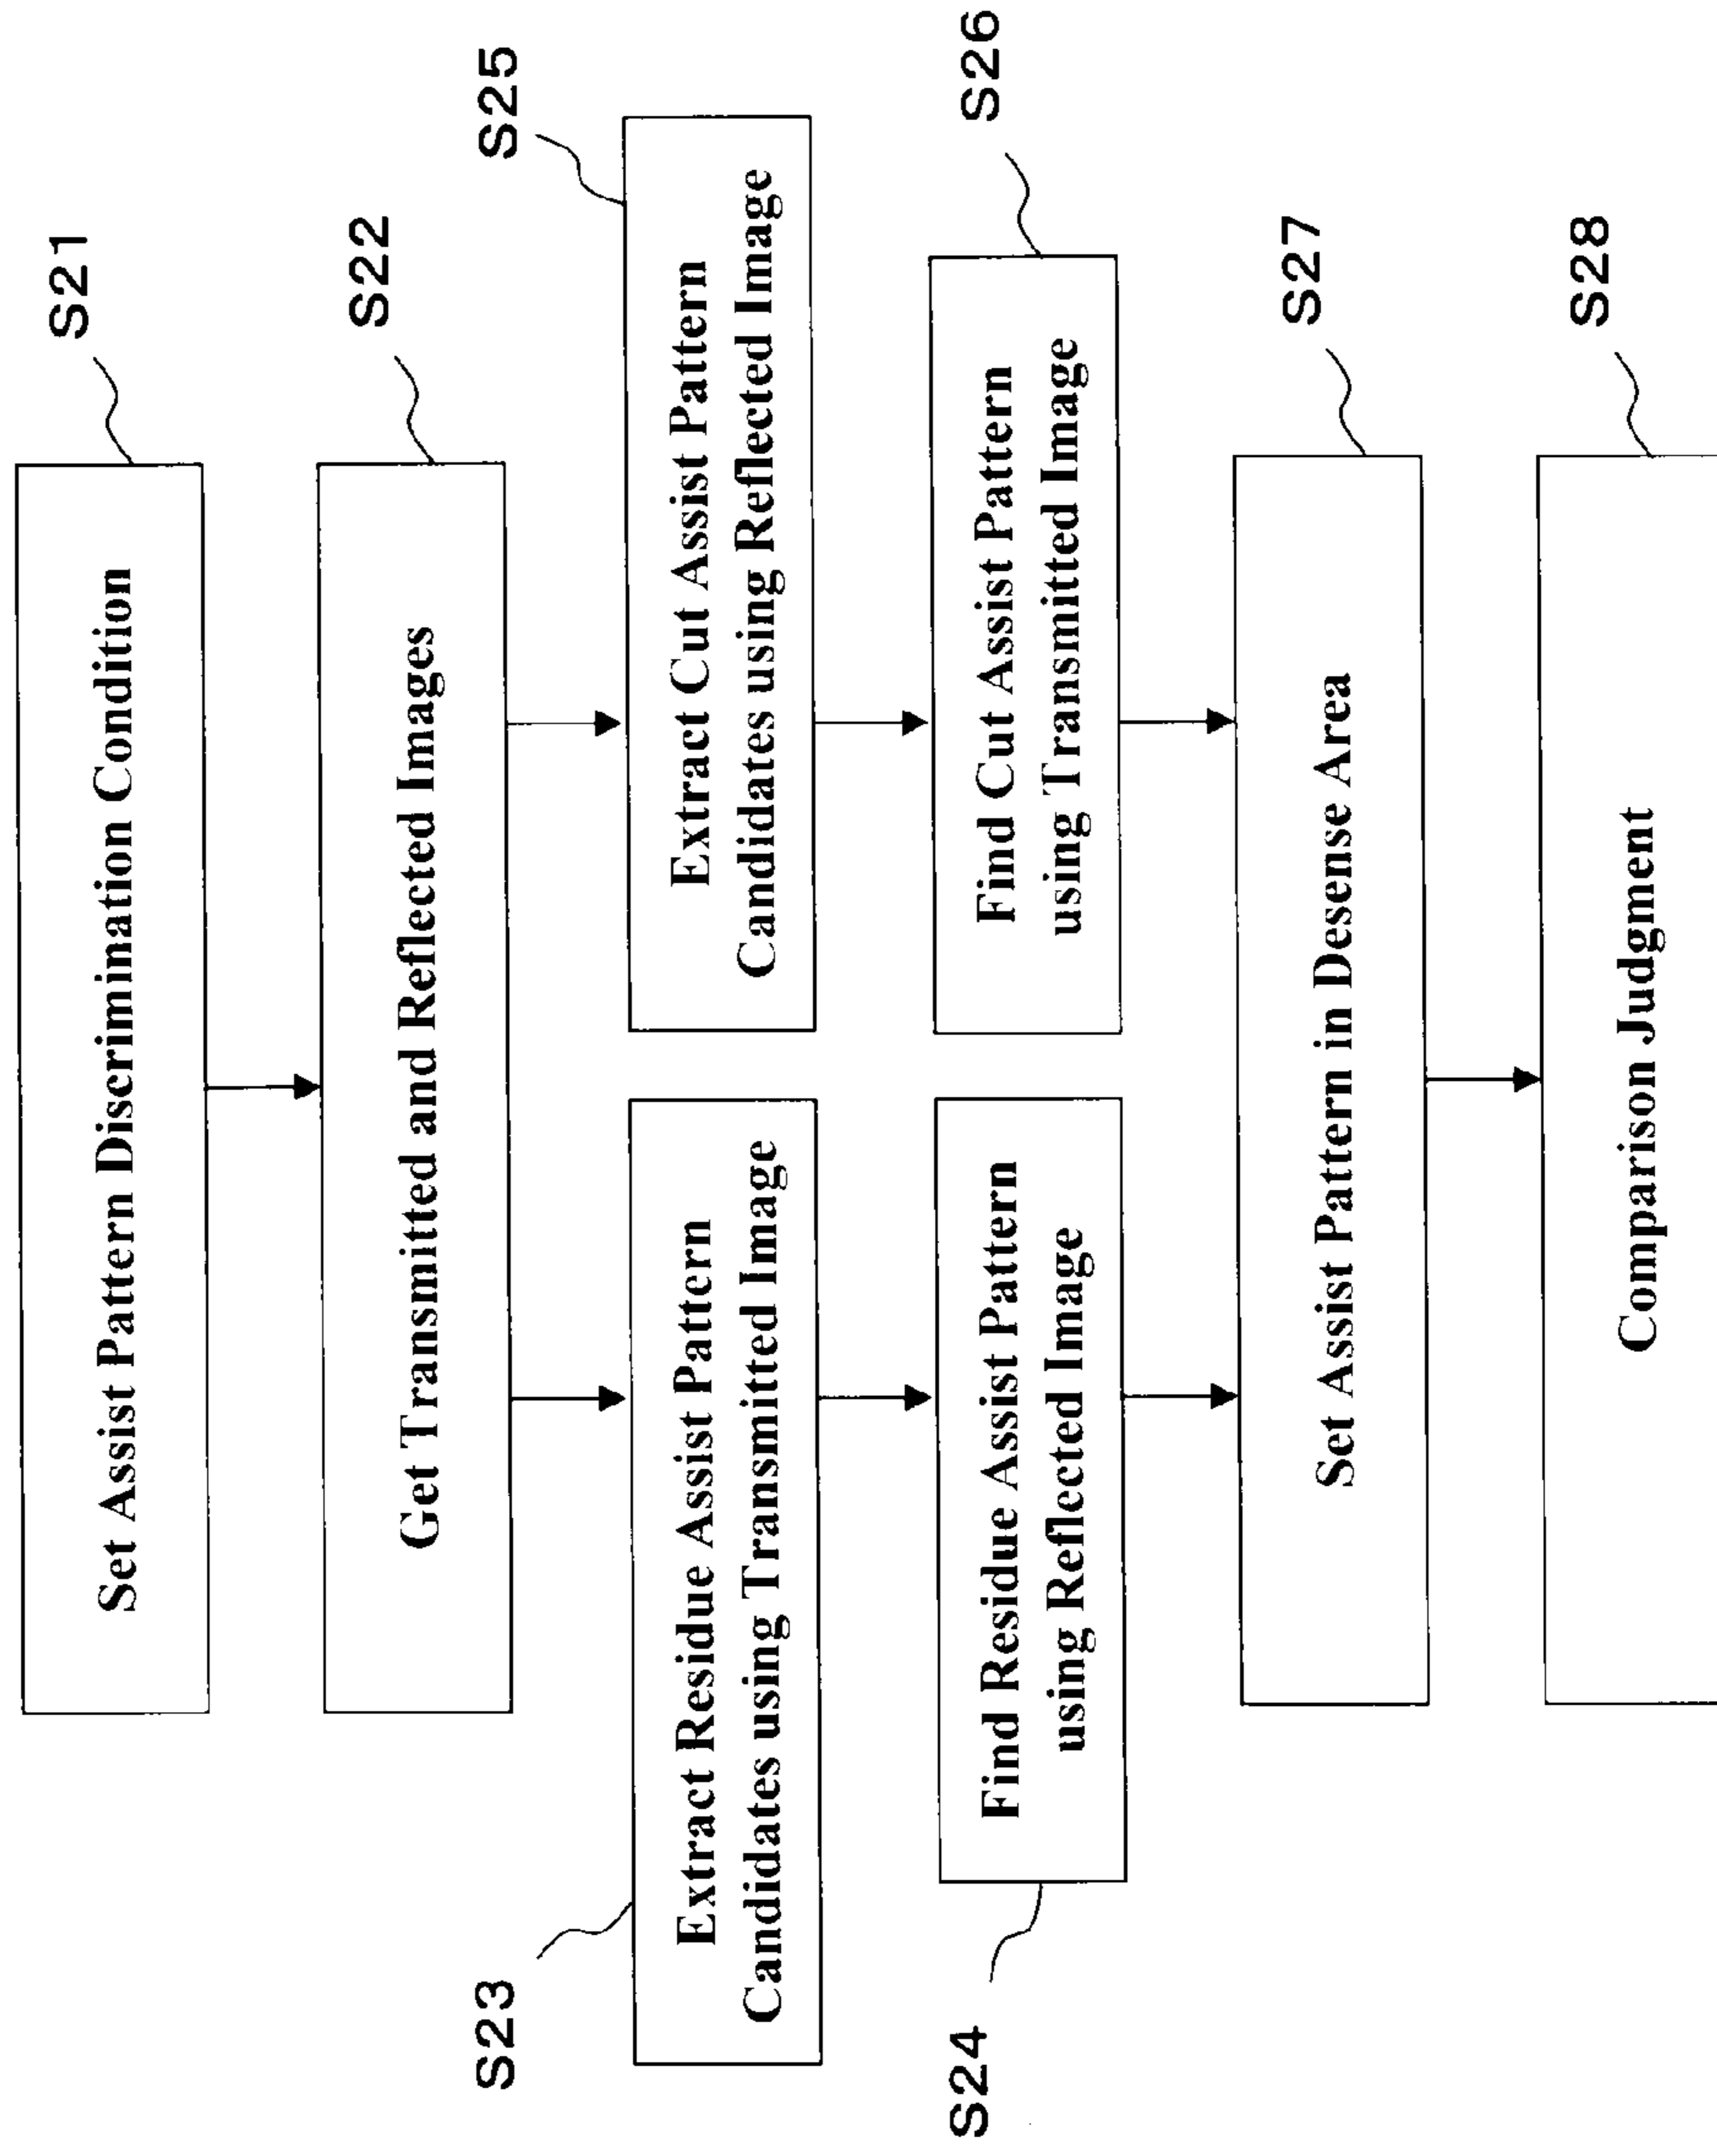 S21
Set Assist Pattern Discrimination Condition
S22
Get Transmitted and Reflected Images
S23
Extract Residue Assist Pattern
Candidates using Transmitted Image
S25
Extract Cut Assist Pattern
Candidates using Reflected Image
S24
Find Residue Assist Pattern
using Reflected Image
S26
Find Cut Assist Pattern
using Transmitted Image
S27
Set Assist Pattern in Desense Area
S28
Comparison Judgment